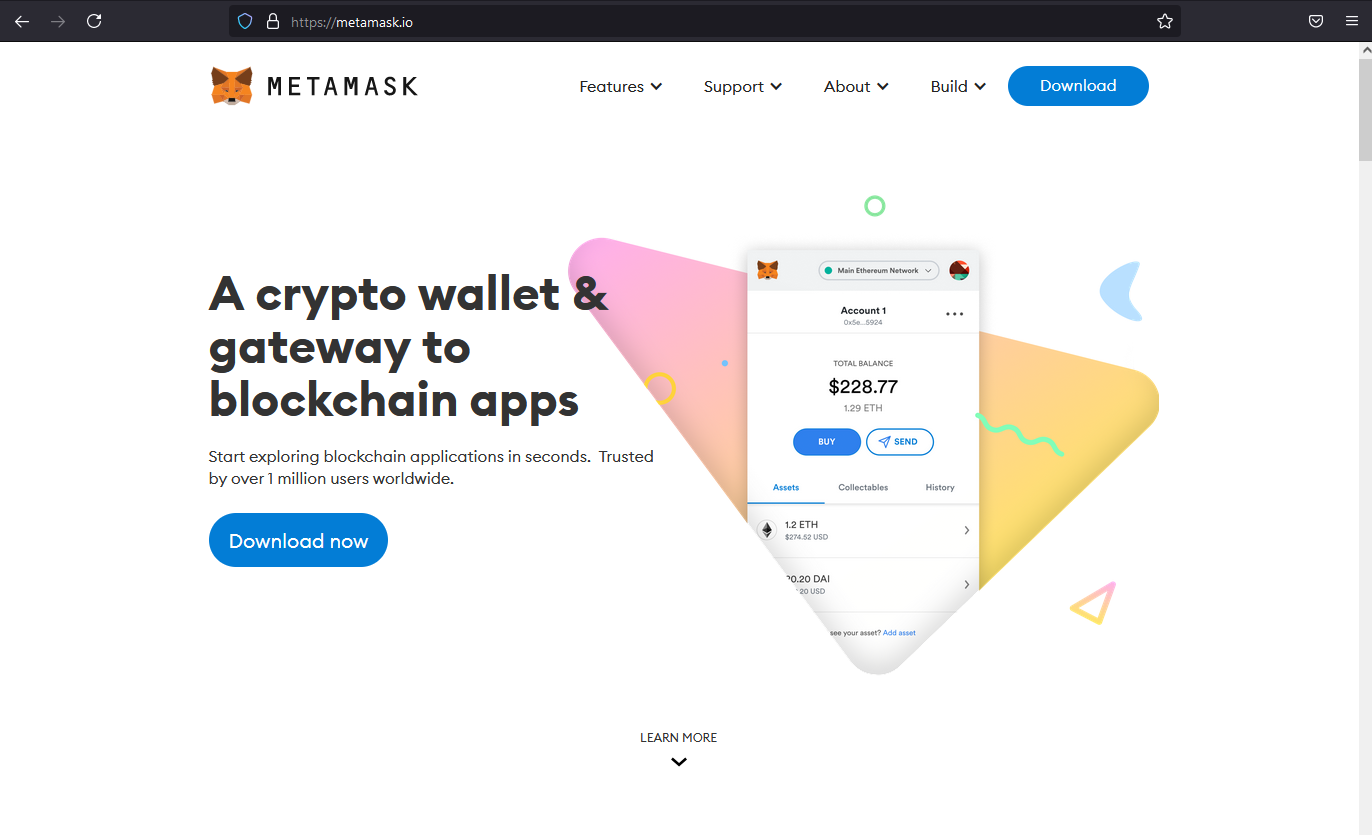 https://metamask.io
METAMASK
Features
Support
About
Build
Download
A crypto wallet &
gateway to
blockchain apps
Start exploring blockchain applications in seconds.  Trusted
by over 1 million users worldwide.
Download now
Main Ethereum Network
Account 1
0x5e...5924
TOTAL BALANCE
$228.77
1.29 ETH
BUY
SEND
Assets
Collectables
History
1.2 ETH
$274.52 USD
0.20 DAI
20 USD
see your asset? Add asset
LEARN MORE